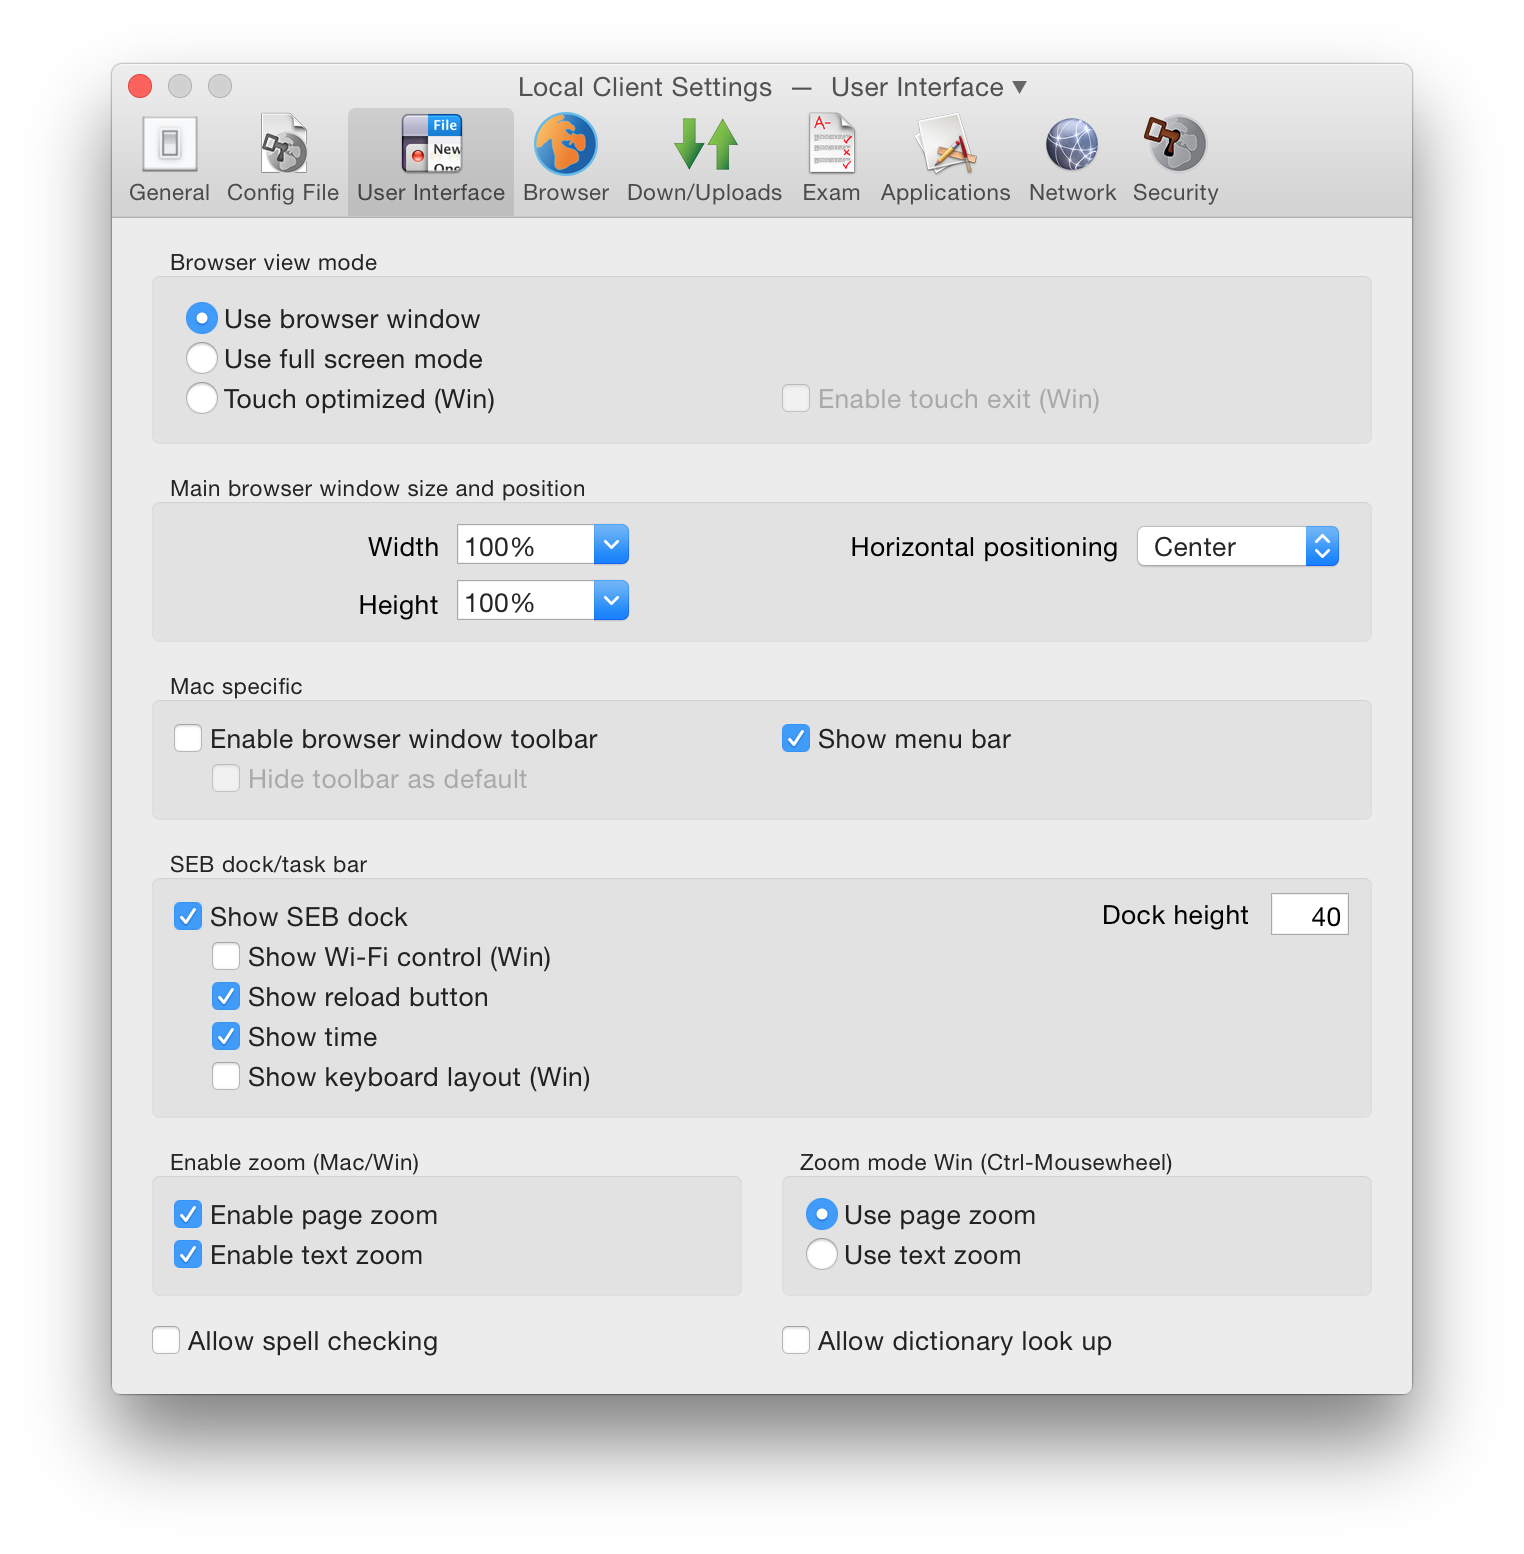 Local Client Settings — User Interface ▼
File
New
A-
General Config File User Interface Browser Down/Uploads Exam Applications Network Security
Browser view mode
Use browser window
Use full screen mode
Touch optimized (Win) Enable touch exit (Win)
Main browser window size and position
Width 100% Horizontal positioning Center
Height 100%
Mac specific
Enable browser window toolbar Show menu bar
Hide toolbar as default
SEB dock/task bar
Show SEB dock Dock height 40
Show Wi-Fi control (Win)
Show reload button
Show time
Show keyboard layout (Win)
Enable zoom (Mac/Win) Zoom mode Win (Ctrl-Mousewheel)
Enable page zoom Use page zoom
Enable text zoom Use text zoom
Allow spell checking Allow dictionary look up